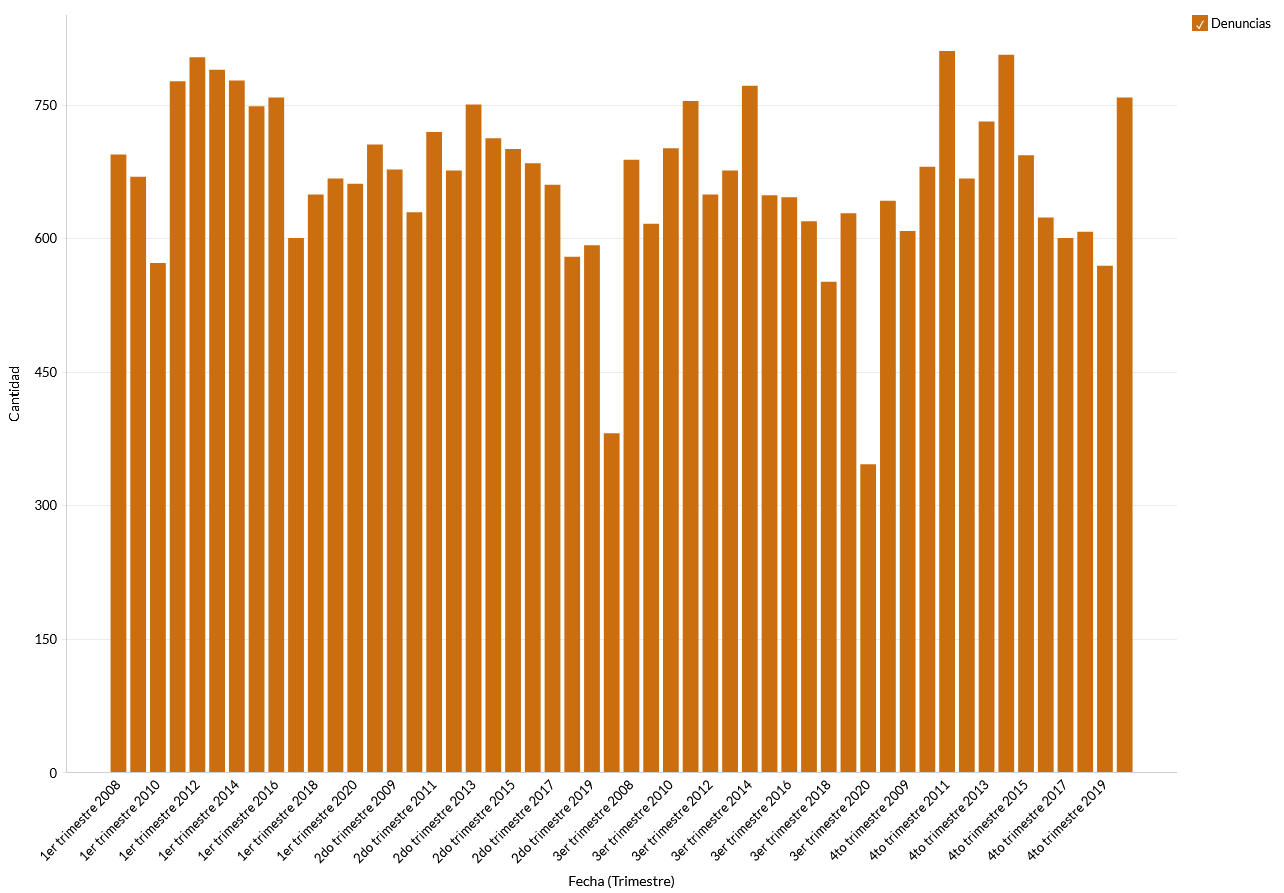 Denuncias
750
600
450
300
150
0
Cantidad
1er trimestre 2008
1er trimestre 2010
1er trimestre 2012
1er trimestre 2014
1er trimestre 2016
1er trimestre 2018
1er trimestre 2020
2do trimestre 2009
2do trimestre 2011
2do trimestre 2013
2do trimestre 2015
2do trimestre 2017
2do trimestre 2019
3er trimestre 2008
3er trimestre 2010
3er trimestre 2012
3er trimestre 2014
3er trimestre 2016
3er trimestre 2018
3er trimestre 2020
4to trimestre 2009
4to trimestre 2011
4to trimestre 2013
4to trimestre 2015
4to trimestre 2017
4to trimestre 2019
Fecha (Trimestre)